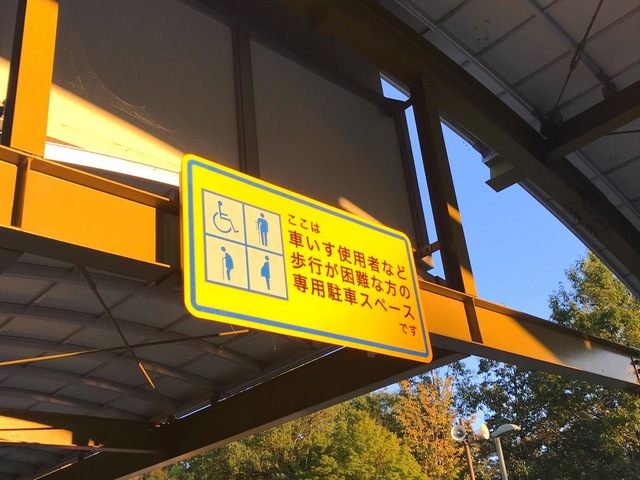 ここは
車いす使用者など
歩行が困難な方の
専用駐車スペース
です